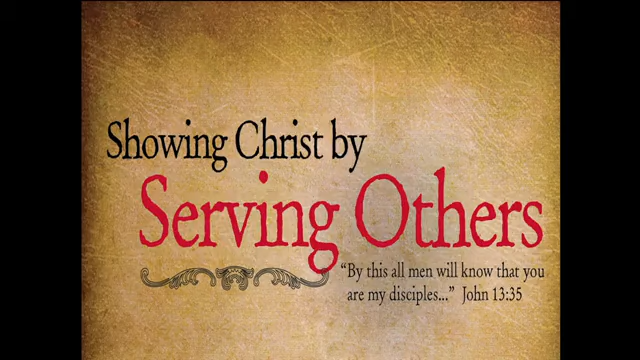 Showing Christ by
Serving Others
“By this all men will know that you
are my disciples...” John 13:35